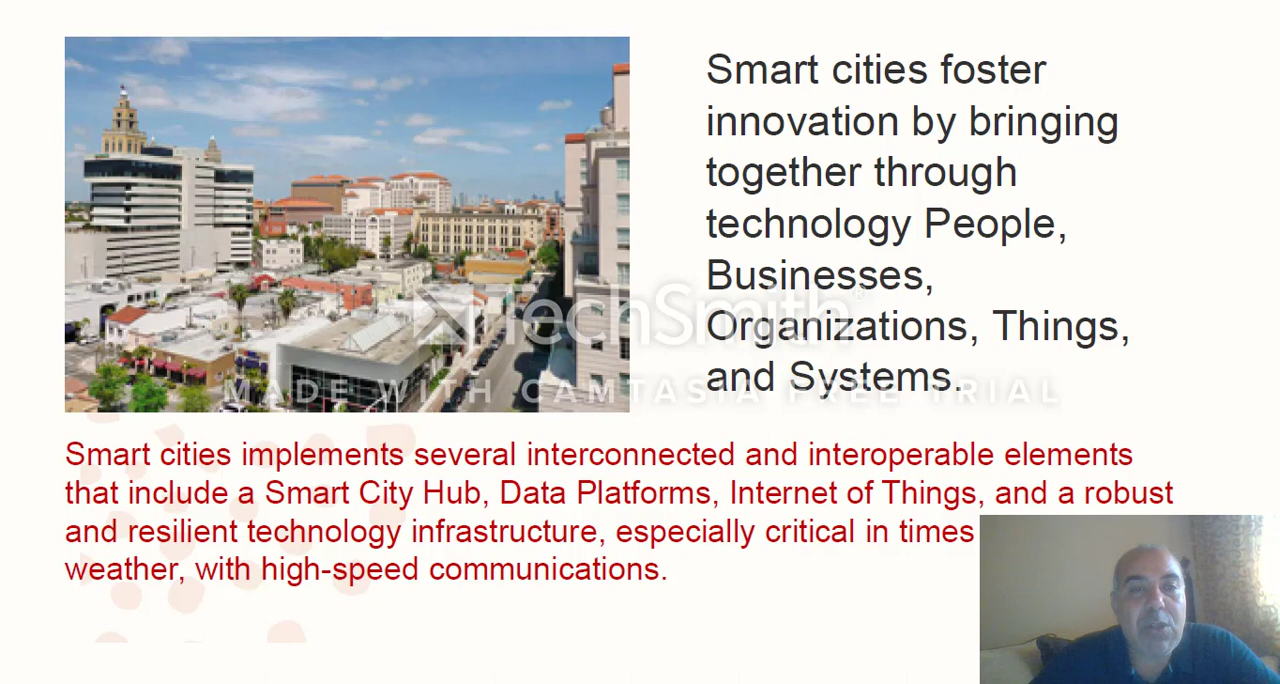 Smart cities foster
innovation by bringing
together through
technology People,
Businesses,
Organizations, Things,
and Systems.
TechSmith®
MADE WITH CAMTASIA FREE TRIAL
Smart cities implements several interconnected and interoperable elements
that include a Smart City Hub, Data Platforms, Internet of Things, and a robust
and resilient technology infrastructure, especially critical in times
weather, with high-speed communications.